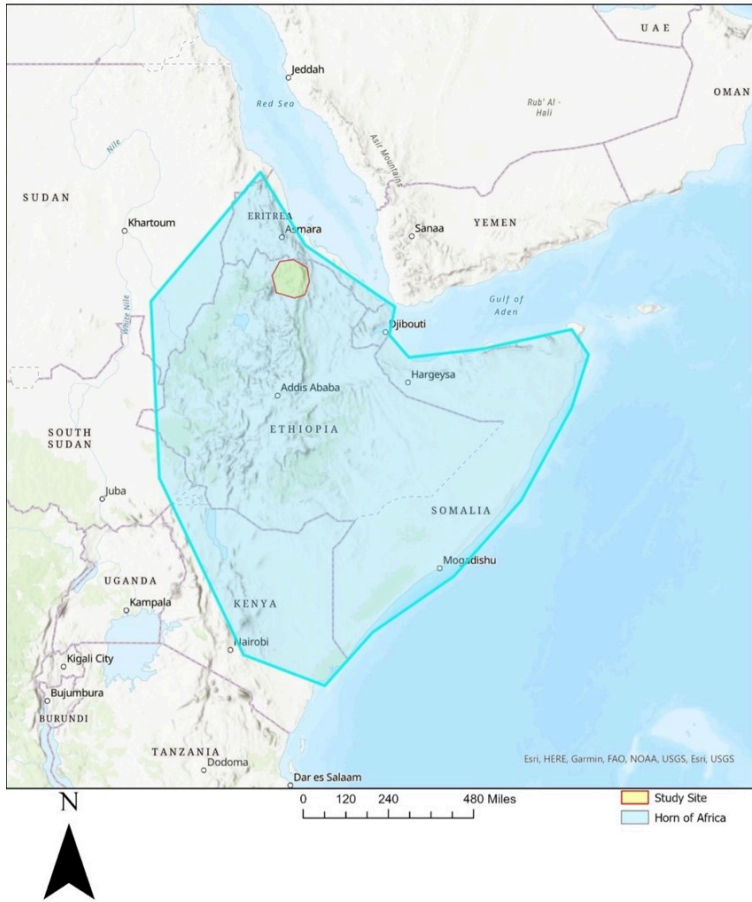 UAE
Jeddah
Red Sea
Rub' Al -
Hali
OMAN
Nile
Asir Mountains
SUDAN
ERITREA
Khartoum
Asmara
Sanaa
YEMEN
White Nile
Gulf of
Aden
Djibouti
Hargeysa
Addis Ababa
ETHIOPIA
SOUTH
SUDAN
Juba
SOMALIA
Mogadishu
UGANDA
Kampala
KENYA
Nairobi
Kigali City
Bujumbura
BURUNDI
TANZANIA
Dodoma
Dar es Salaam
Esri, HERE, Garmin, FAO, NOAA, USGS, Esri, USGS
N
0 120 240 480 Miles
Study Site
Horn of Africa